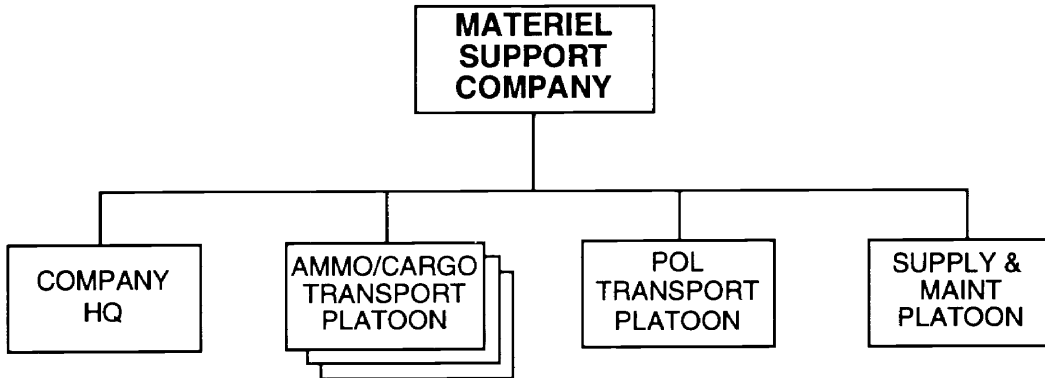 MATERIEL
SUPPORT
COMPANY
COMPANY
HQ
AMMO/CARGO
TRANSPORT
PLATOON
POL
TRANSPORT
PLATOON
SUPPLY &
MAINT
PLATOON